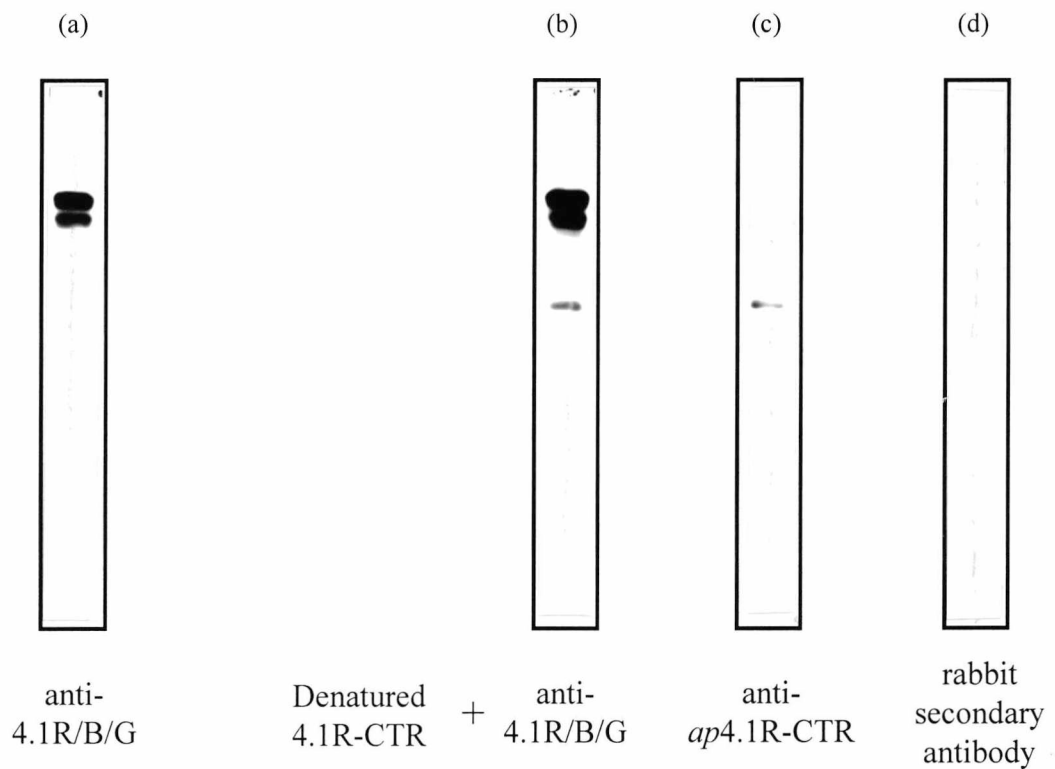 (a) (b) (c) (d)
anti-
4.1R/B/G
Denatured
4.1R-CTR
+
anti-
4.1R/B/G
anti-
ap4.1R-CTR
rabbit
secondary
antibody